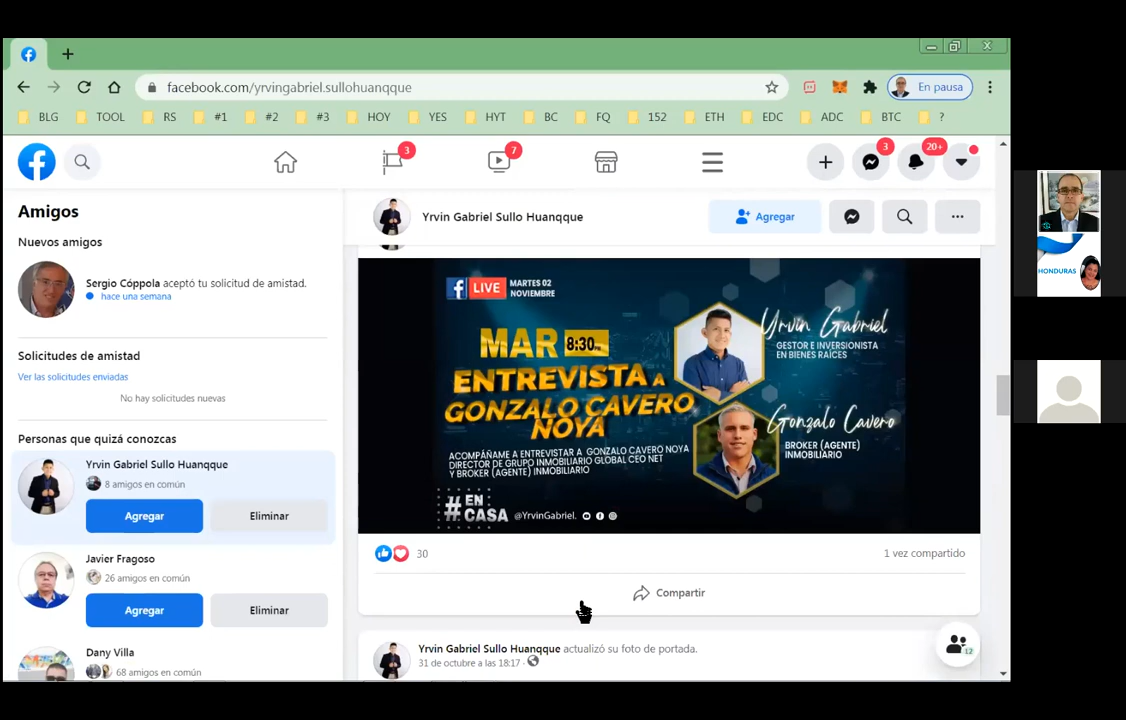 facebook.com/yrvingabriel.sullohuanqque
En pausa
BLG TOOL RS #1 #2 #3 HOY YES HYT BC FQ 152 ETH EDC ADC BTC ?
3 7 3 20+
Amigos
Nuevos amigos
Sergio Cóppola aceptó tu solicitud de amistad.
hace una semana
Solicitudes de amistad
Ver las solicitudes enviadas
No hay solicitudes nuevas
Personas que quizá conozcas
Yrvin Gabriel Sullo Huanqque
8 amigos en común
Agregar Eliminar
Javier Fragoso
26 amigos en común
Agregar Eliminar
Dany Villa
68 amigos en común
Yrvin Gabriel Sullo Huanqque
Agregar
LIVE
MARTES 02
NOVIEMBRE
MAR 8:30PM
ENTREVISTA A
GONZALO CAVERO
NOYA
ACOMPÁÑAME A ENTREVISTAR A GONZALO CAVERO NOYA
DIRECTOR DE GRUPO INMOBILIARIO GLOBAL CEO NET
Y BROKER (AGENTE) INMOBILIARIO
Yrvin Gabriel
GESTOR E INVERSIONISTA
EN BIENES RAÍCES
Gonzalo Cavero
BROKER (AGENTE)
INMOBILIARIO
#EN
CASA
@YrvinGabriel.
30
1 vez compartido
Compartir
Yrvin Gabriel Sullo Huanqque actualizó su foto de portada.
31 de octubre a las 18:17 ·
12
HONDURAS